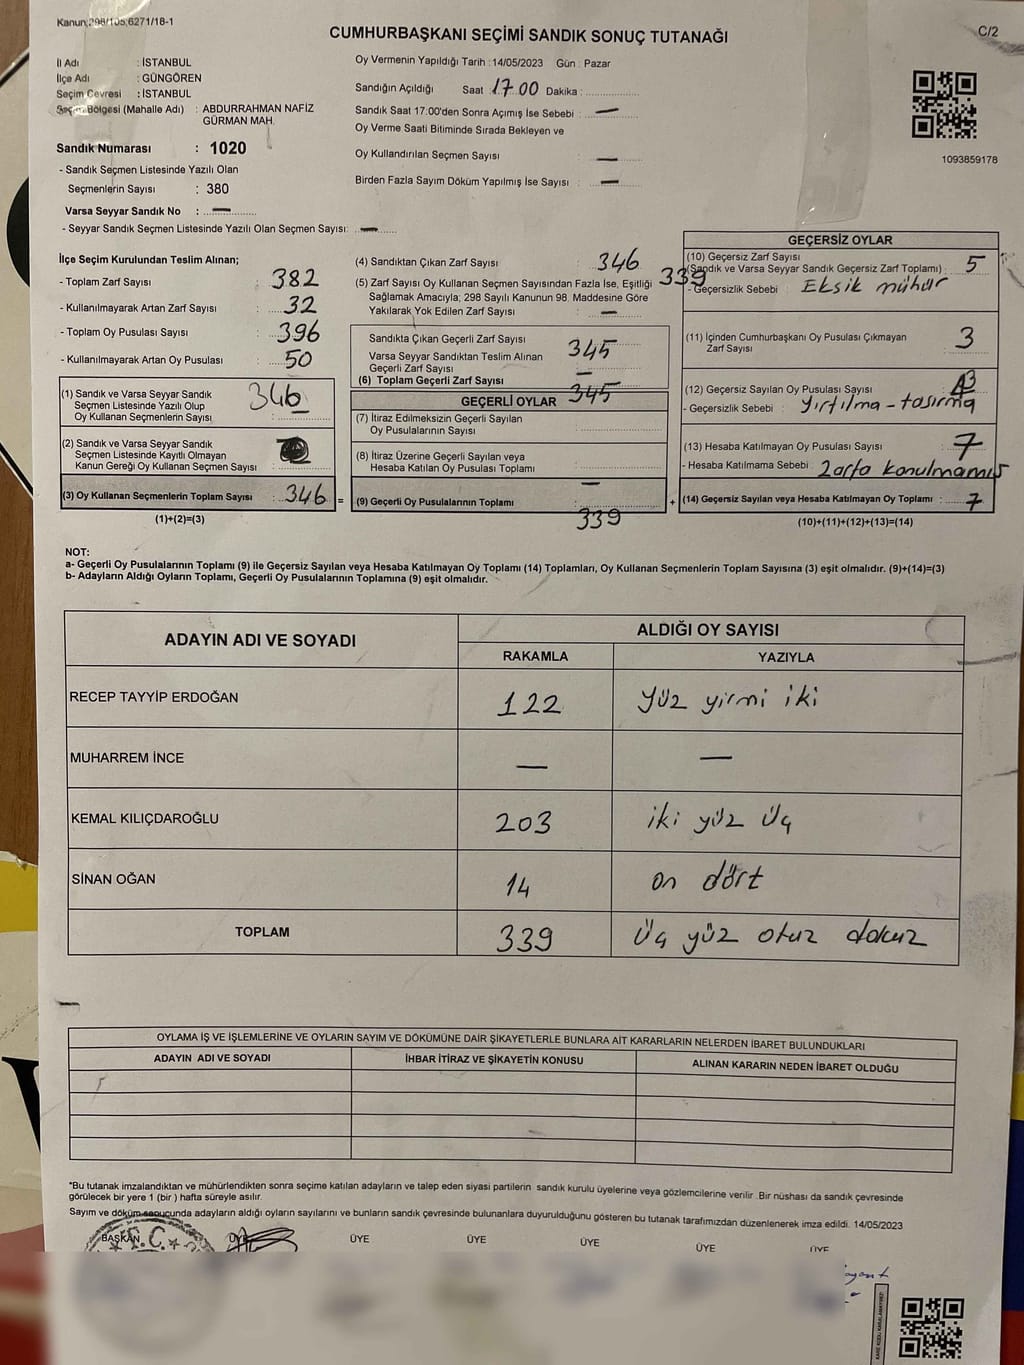 Kanun;298/105,6271/18-1
C/2
CUMHURBAŞKANI SEÇİMİ SANDIK SONUÇ TUTANAĞI
İl Adı : İSTANBUL
İlçe Adı : GÜNGÖREN
Seçim Çevresi : İSTANBUL
Seçim Bölgesi (Mahalle Adı) : ABDURRAHMAN NAFİZ
GÜRMAN MAH.
Sandık Numarası : 1020
- Sandık Seçmen Listesinde Yazılı Olan
Seçmenlerin Sayısı : 380
Varsa Seyyar Sandık No : —
- Seyyar Sandık Seçmen Listesinde Yazılı Olan Seçmen Sayısı: —
Oy Vermenin Yapıldığı Tarih : 14/05/2023 Gün : Pazar
Sandığın Açıldığı Saat 17 00 Dakika :
Sandık Saat 17.00'den Sonra Açımış İse Sebebi : —
Oy Verme Saati Bitiminde Sırada Bekleyen ve
Oy Kullandırılan Seçmen Sayısı : —
Birden Fazla Sayım Döküm Yapılmış İse Sayısı : —
1093859178
İlçe Seçim Kurulundan Teslim Alınan;
- Toplam Zarf Sayısı : 382
- Kullanılmayarak Artan Zarf Sayısı : 32
- Toplam Oy Pusulası Sayısı : 396
- Kullanılmayarak Artan Oy Pusulası : 50
(1) Sandık ve Varsa Seyyar Sandık
Seçmen Listesinde Yazılı Olup
Oy Kullanan Seçmenlerin Sayısı : 346
(2) Sandık ve Varsa Seyyar Sandık
Seçmen Listesinde Kayıtlı Olmayan
Kanun Gereği Oy Kullanan Seçmen Sayısı :
(3) Oy Kullanan Seçmenlerin Toplam Sayısı : 346 =
(1)+(2)=(3)
(4) Sandıktan Çıkan Zarf Sayısı : 346
339
(5) Zarf Sayısı Oy Kullanan Seçmen Sayısından Fazla İse, Eşitliği
Sağlamak Amacıyla; 298 Sayılı Kanunun 98. Maddesine Göre
Yakılarak Yok Edilen Zarf Sayısı : —
Sandıkta Çıkan Geçerli Zarf Sayısı : 345
Varsa Seyyar Sandıktan Teslim Alınan
Geçerli Zarf Sayısı : —
(6) Toplam Geçerli Zarf Sayısı : 345
GEÇERLİ OYLAR
(7) İtiraz Edilmeksizin Geçerli Sayılan
Oy Pusulalarının Sayısı :
(8) İtiraz Üzerine Geçerli Sayılan veya
Hesaba Katılan Oy Pusulası Toplamı : —
(9) Geçerli Oy Pusulalarının Toplamı : 339 +
GEÇERSİZ OYLAR
(10) Geçersiz Zarf Sayısı
(Sandık ve Varsa Seyyar Sandık Geçersiz Zarf Toplamı) : 5
- Geçersizlik Sebebi : Eksik mühür
(11) İçinden Cumhurbaşkanı Oy Pusulası Çıkmayan
Zarf Sayısı : 3
(12) Geçersiz Sayılan Oy Pusulası Sayısı :
- Geçersizlik Sebebi : Yırtılma - taşırma
(13) Hesaba Katılmayan Oy Pusulası Sayısı : 7
- Hesaba Katılmama Sebebi : Zarfa konulmamış
(14) Geçersiz Sayılan veya Hesaba Katılmayan Oy Toplamı : 7
(10)+(11)+(12)+(13)=(14)
NOT:
a- Geçerli Oy Pusulalarının Toplamı (9) ile Geçersiz Sayılan veya Hesaba Katılmayan Oy Toplamı (14) Toplamları, Oy Kullanan Seçmenlerin Toplam Sayısına (3) eşit olmalıdır. (9)+(14)=(3)
b- Adayların Aldığı Oyların Toplamı, Geçerli Oy Pusulalarının Toplamına (9) eşit olmalıdır.
ADAYIN ADI VE SOYADI ALDIĞI OY SAYISI
RAKAMLA YAZIYLA
RECEP TAYYİP ERDOĞAN 122 Yüz yirmi iki
MUHARREM İNCE — —
KEMAL KILIÇDAROĞLU 203 iki yüz üç
SİNAN OĞAN 14 on dört
TOPLAM 339 Üç yüz otuz dokuz
OYLAMA İŞ VE İŞLEMLERİNE VE OYLARIN SAYIM VE DÖKÜMÜNE DAİR ŞİKAYETLERLE BUNLARA AİT KARARLARIN NELERDEN İBARET BULUNDUKLARI
ADAYIN ADI VE SOYADI İHBAR İTİRAZ VE ŞİKAYETİN KONUSU ALINAN KARARIN NEDEN İBARET OLDUĞU
*Bu tutanak imzalandıktan ve mühürlendikten sonra seçime katılan adayların ve talep eden siyasi partilerin sandık kurulu üyelerine veya gözlemcilerine verilir .Bir nüshası da sandık çevresinde
görülecek bir yere 1 (bir ) hafta süreyle asılır.
Sayım ve döküm sonucunda adayların aldığı oyların sayılarını ve bunların sandık çevresinde bulunanlara duyurulduğunu gösteren bu tutanak tarafımızdan düzenlenerek imza edildi. 14/05/2023
BAŞKAN ÜYE ÜYE ÜYE ÜYE ÜYE ÜYE
T.C.